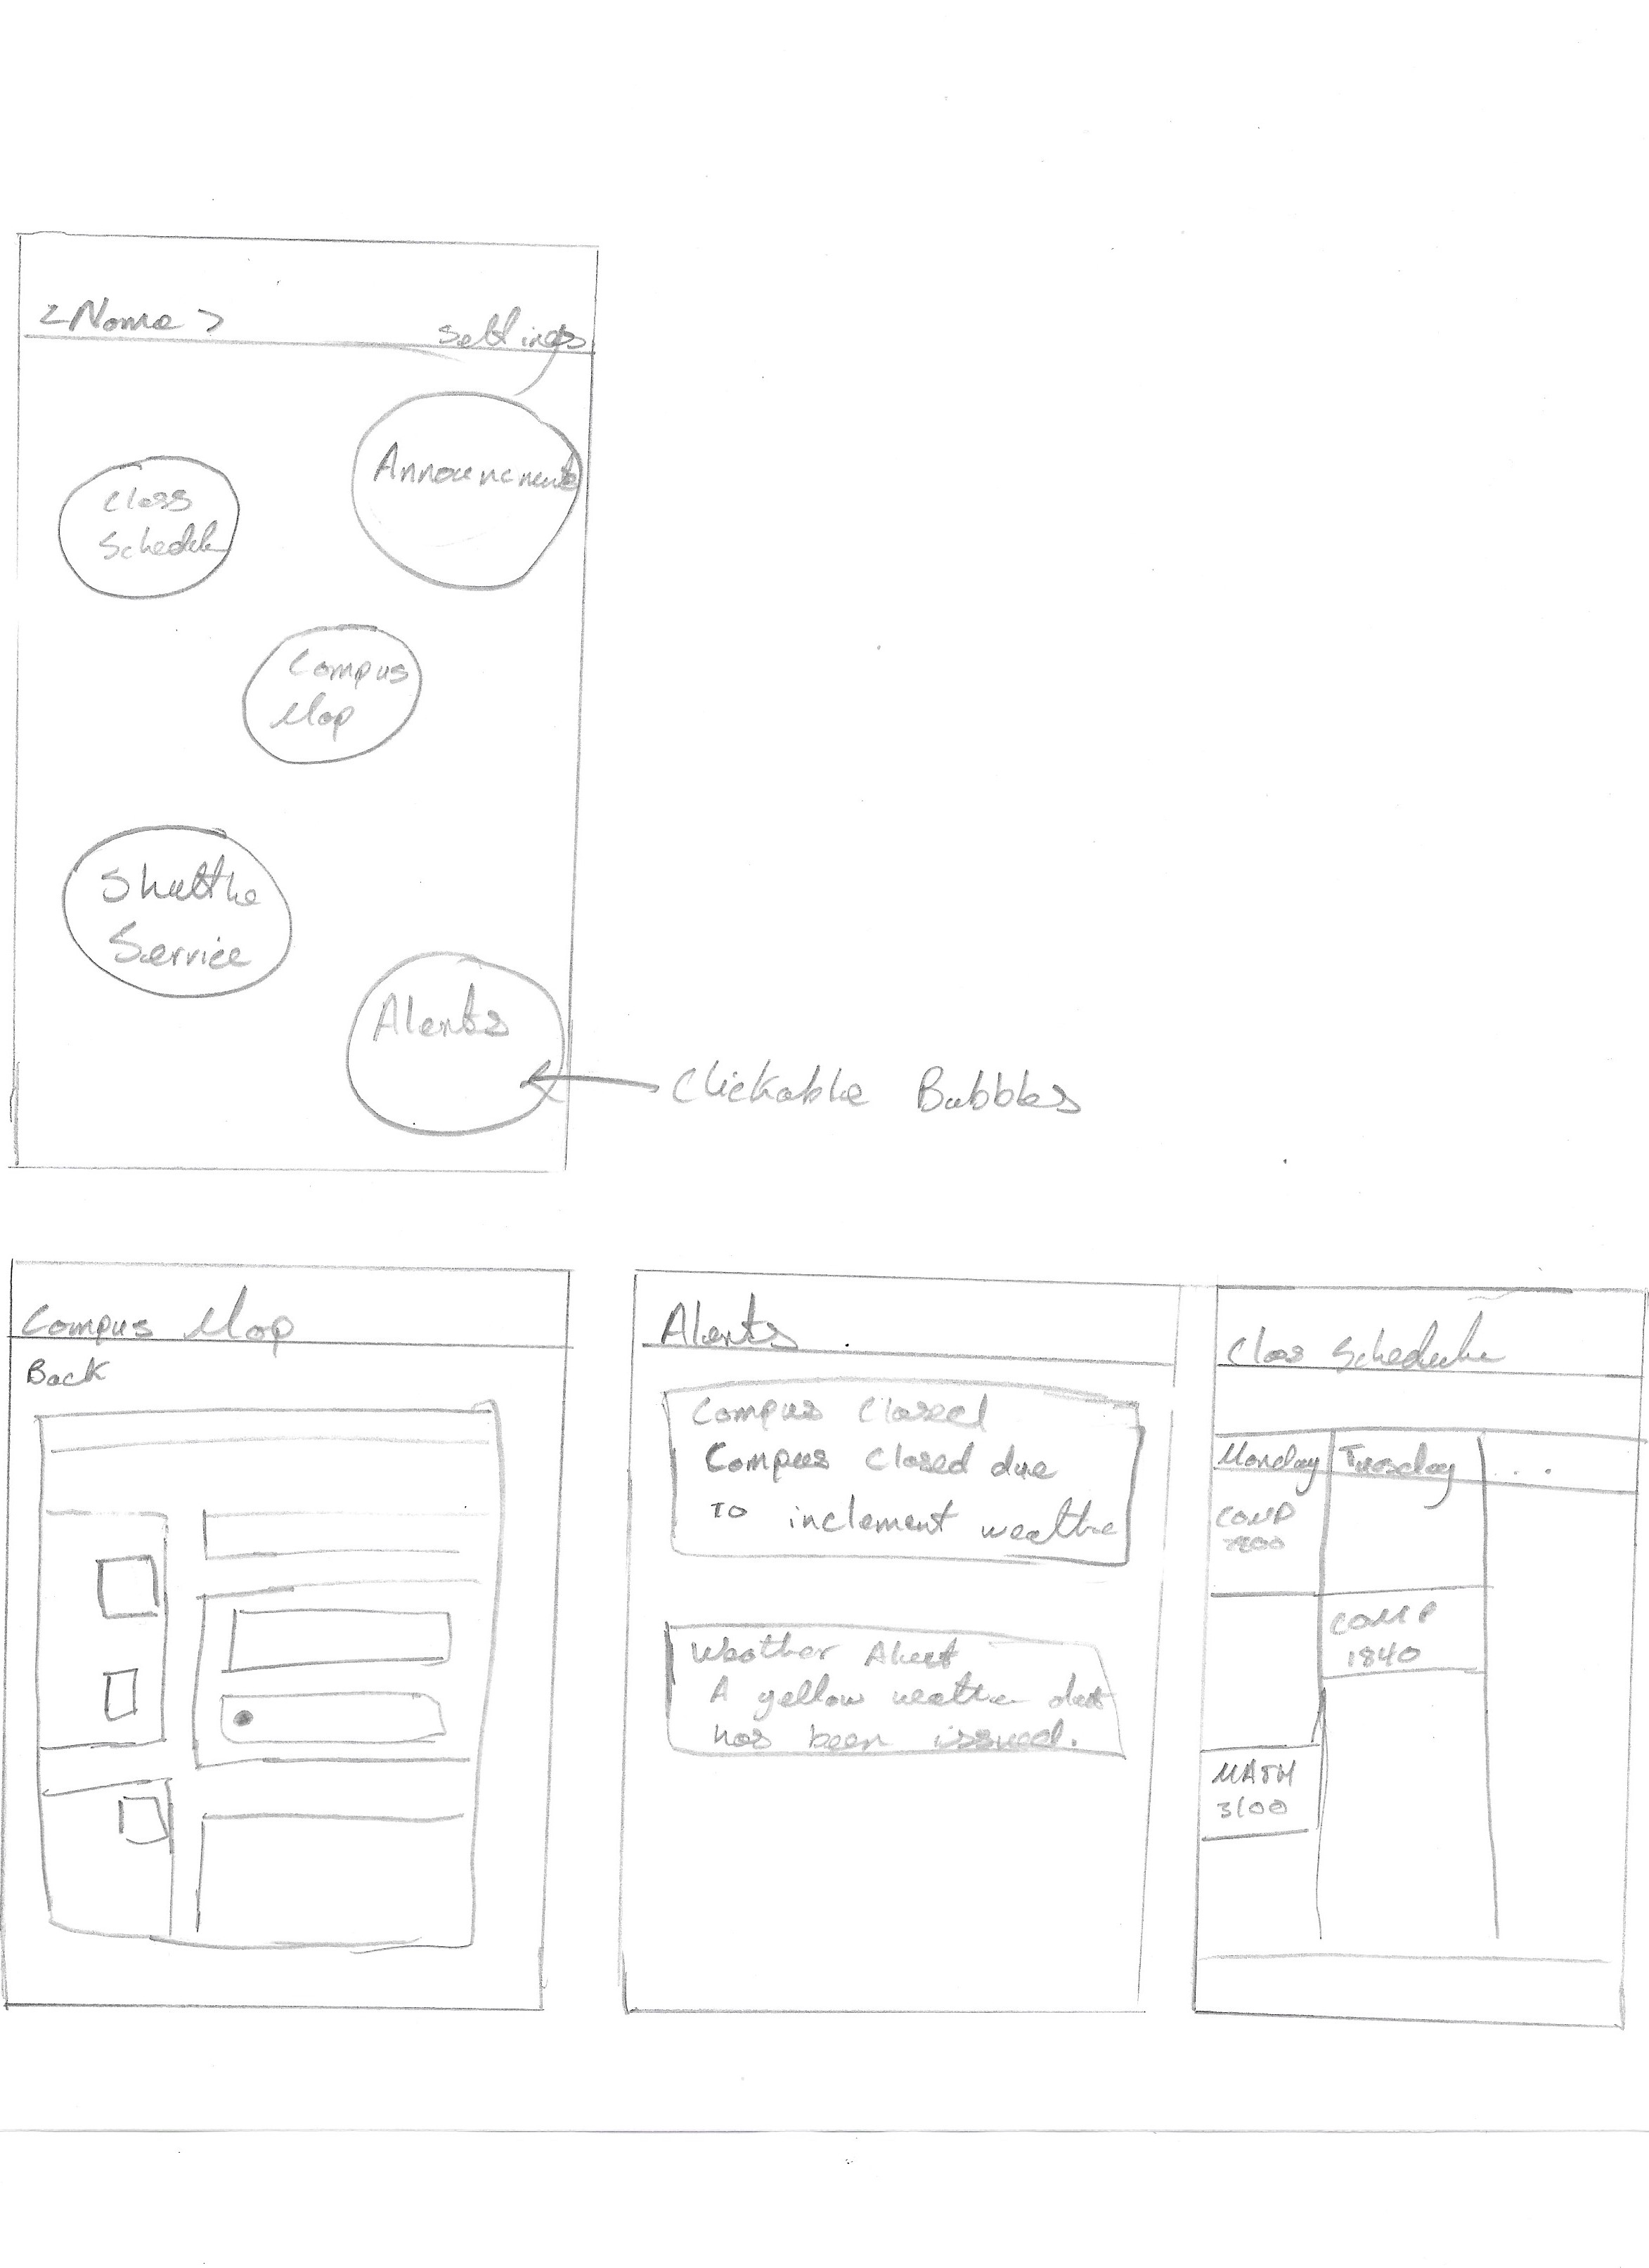 <Name>
Settings
Announcements
Class
Schedule
Campus
Map
Shuttle
Service
Alerts
Clickable Bubbles
Campus Map
Back
Alerts
Campus Closed
Campus closed due
TO inclement weather
Weather Alert
A yellow weather alert
has been issued.
Class Schedule
Monday Tuesday ...
COMP
COMP
1840
MATH
3100